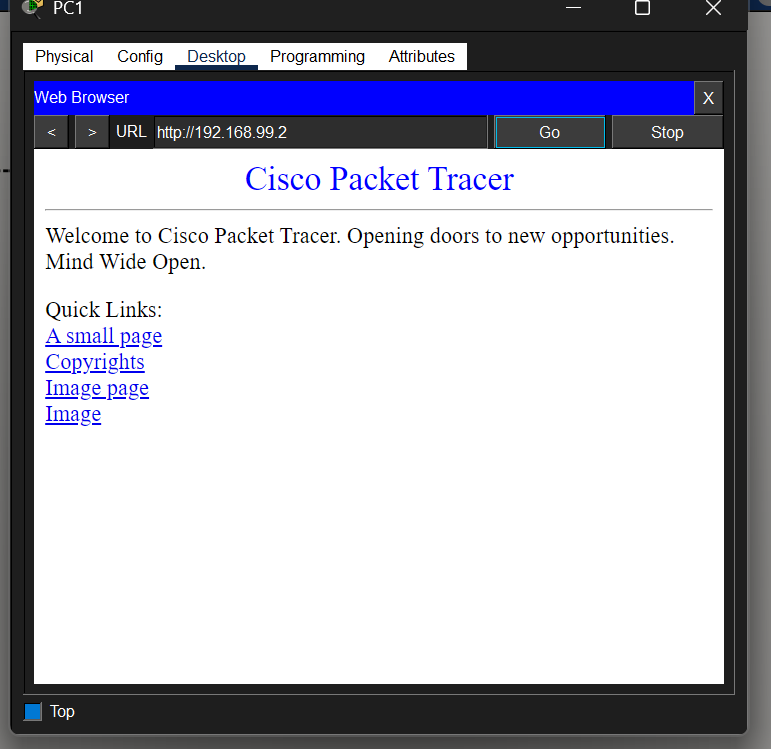 PC1
Physical Config Desktop Programming Attributes
Web Browser X
< > URL http://192.168.99.2 Go Stop
Cisco Packet Tracer
Welcome to Cisco Packet Tracer. Opening doors to new opportunities.
Mind Wide Open.
Quick Links:
A small page
Copyrights
Image page
Image
Top